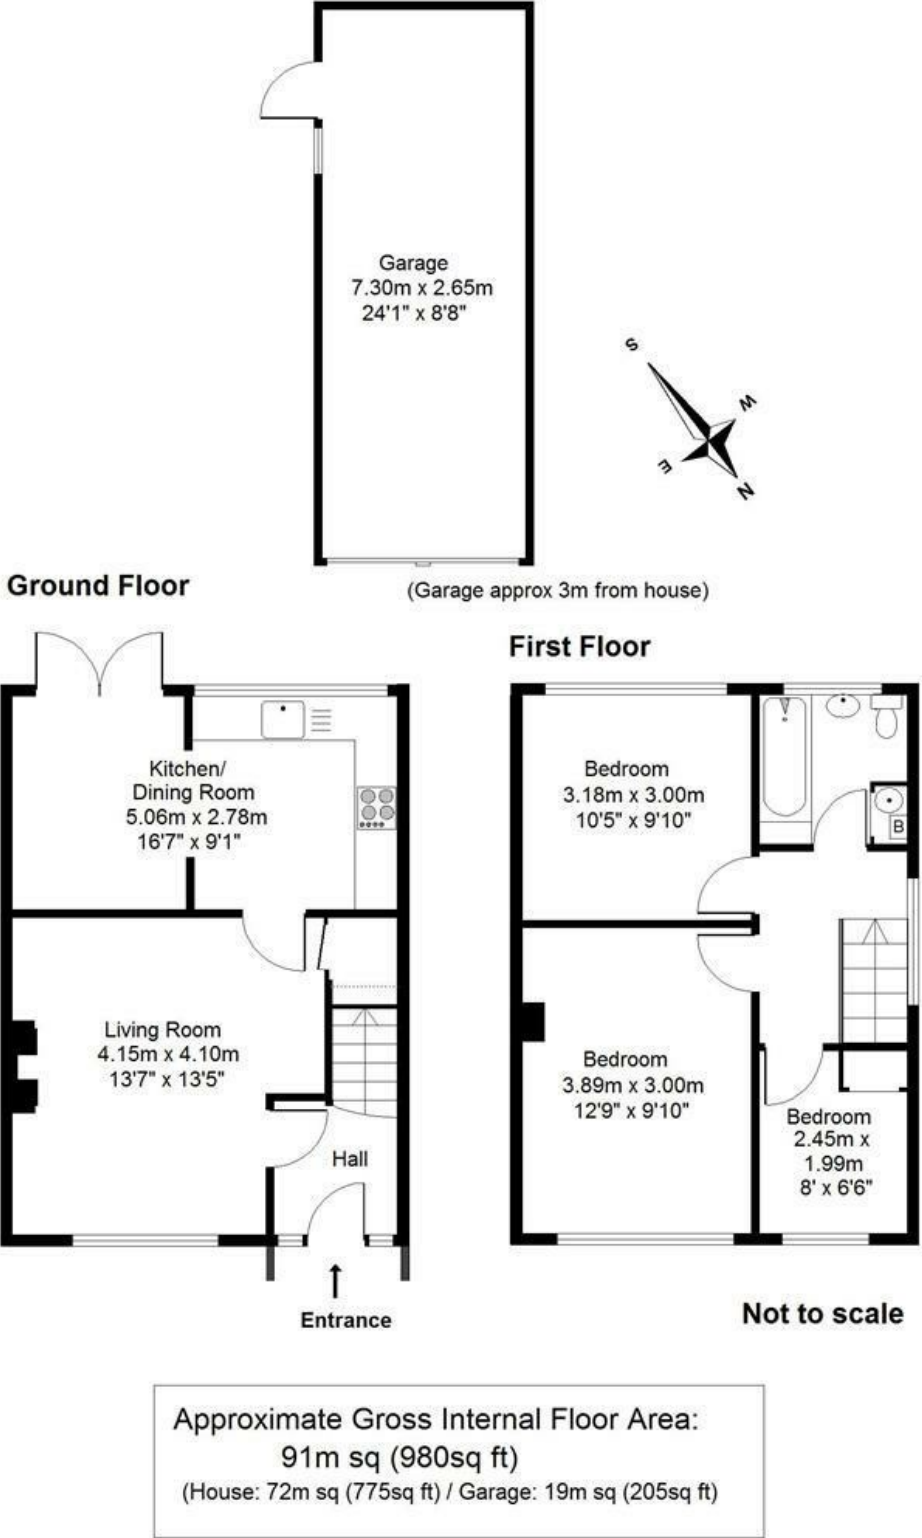 Garage
7.30m x 2.65m
24'1" x 8'8"
S
W
E
N
Ground Floor
(Garage approx 3m from house)
First Floor
Kitchen/
Dining Room
5.06m x 2.78m
16'7" x 9'1"
Bedroom
3.18m x 3.00m
10'5" x 9'10"
B
Living Room
4.15m x 4.10m
13'7" x 13'5"
Hall
Bedroom
3.89m x 3.00m
12'9" x 9'10"
Bedroom
2.45m x
1.99m
8' x 6'6"
Entrance
Not to scale
Approximate Gross Internal Floor Area:
91m sq (980sq ft)
(House: 72m sq (775sq ft) / Garage: 19m sq (205sq ft)